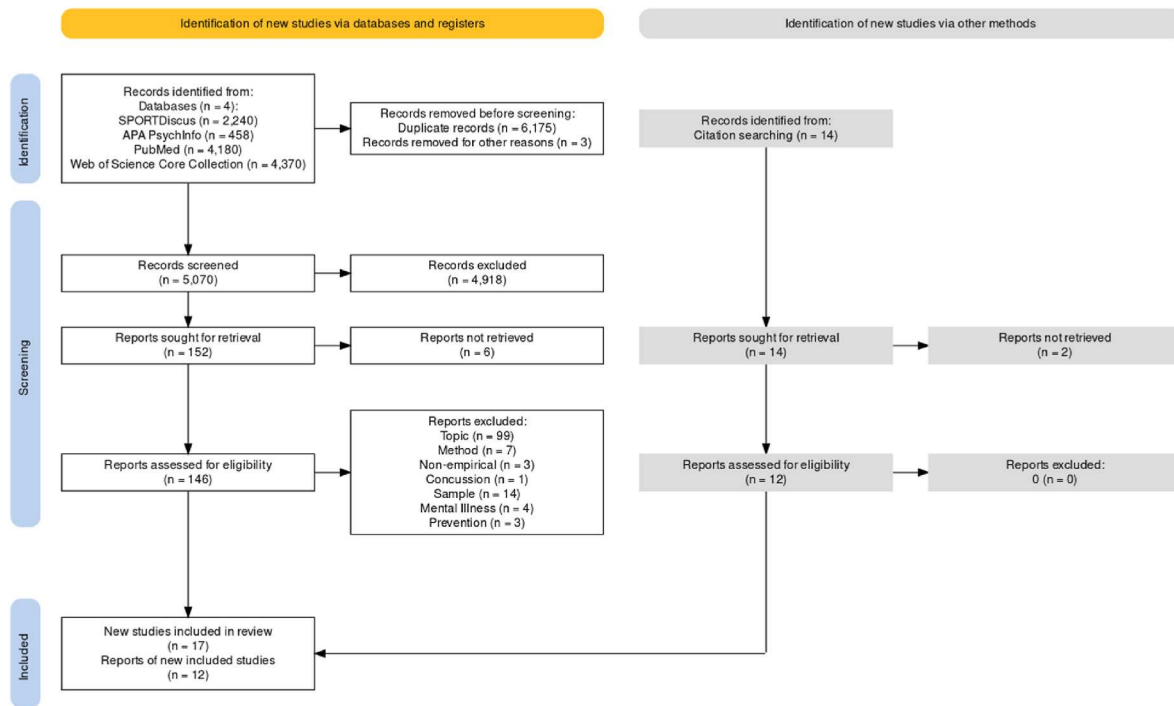 Identification of new studies via databases and registers
Identification of new studies via other methods
Identification
Records identified from:
Databases (n = 4):
SPORTDiscus (n = 2,240)
APA PsychInfo (n = 458)
PubMed (n = 4,180)
Web of Science Core Collection (n = 4,370)
Records removed before screening:
Duplicate records (n = 6,175)
Records removed for other reasons (n = 3)
Records identified from:
Citation searching (n = 14)
Screening
Records screened
(n = 5,070)
Records excluded
(n = 4,918)
Reports sought for retrieval
(n = 152)
Reports not retrieved
(n = 6)
Reports sought for retrieval
(n = 14)
Reports not retrieved
(n = 2)
Reports assessed for eligibility
(n = 146)
Reports excluded:
Topic (n = 99)
Method (n = 7)
Non-empirical (n = 3)
Concussion (n = 1)
Sample (n = 14)
Mental Illness (n = 4)
Prevention (n = 3)
Reports assessed for eligibility
(n = 12)
Reports excluded:
0 (n = 0)
Included
New studies included in review
(n = 17)
Reports of new included studies
(n = 12)